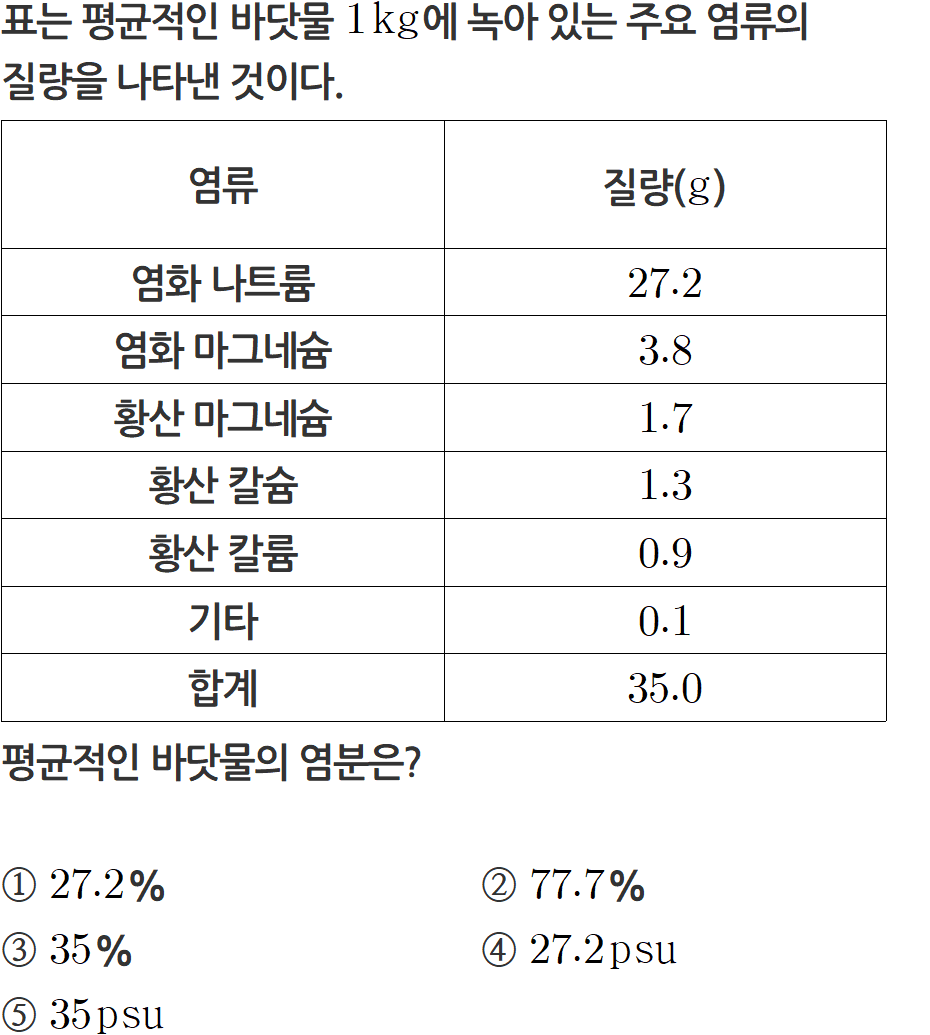 표는 평균적인 바닷물 1kg에 녹아 있는 주요 염류의
질량을 나타낸 것이다.
염류 질량(g)
염화 나트륨 27.2
염화 마그네슘 3.8
황산 마그네슘 1.7
황산 칼슘 1.3
황산 칼륨 0.9
기타 0.1
합계 35.0
평균적인 바닷물의 염분은?
① 27.2% ② 77.7%
③ 35% ④ 27.2psu
⑤ 35psu